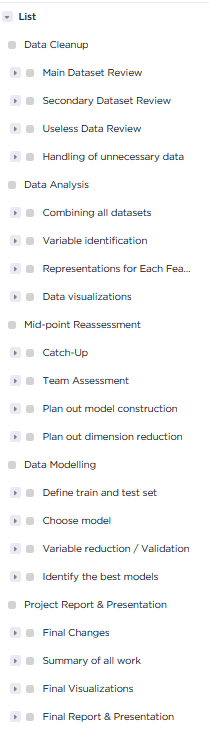 List
Data Cleanup
Main Dataset Review
Secondary Dataset Review
Useless Data Review
Handling of unnecessary data
Data Analysis
Combining all datasets
Variable identification
Representations for Each Fea...
Data visualizations
Mid-point Reassessment
Catch-Up
Team Assessment
Plan out model construction
Plan out dimension reduction
Data Modelling
Define train and test set
Choose model
Variable reduction / Validation
Identify the best models
Project Report & Presentation
Final Changes
Summary of all work
Final Visualizations
Final Report & Presentation